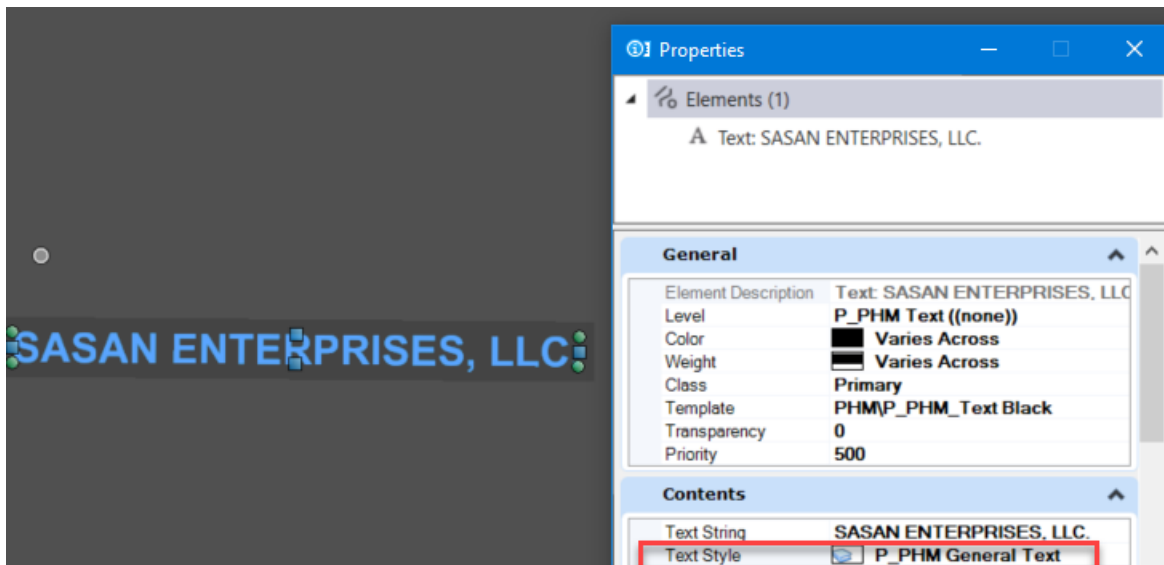 Properties
Elements (1)
A Text: SASAN ENTERPRISES, LLC.
SASAN ENTERPRISES, LLC.
General
Element Description Text: SASAN ENTERPRISES, LLC
Level P_PHM Text ((none))
Color Varies Across
Weight Varies Across
Class Primary
Template PHM\P_PHM_Text Black
Transparency 0
Priority 500
Contents
Text String SASAN ENTERPRISES, LLC.
Text Style P_PHM General Text